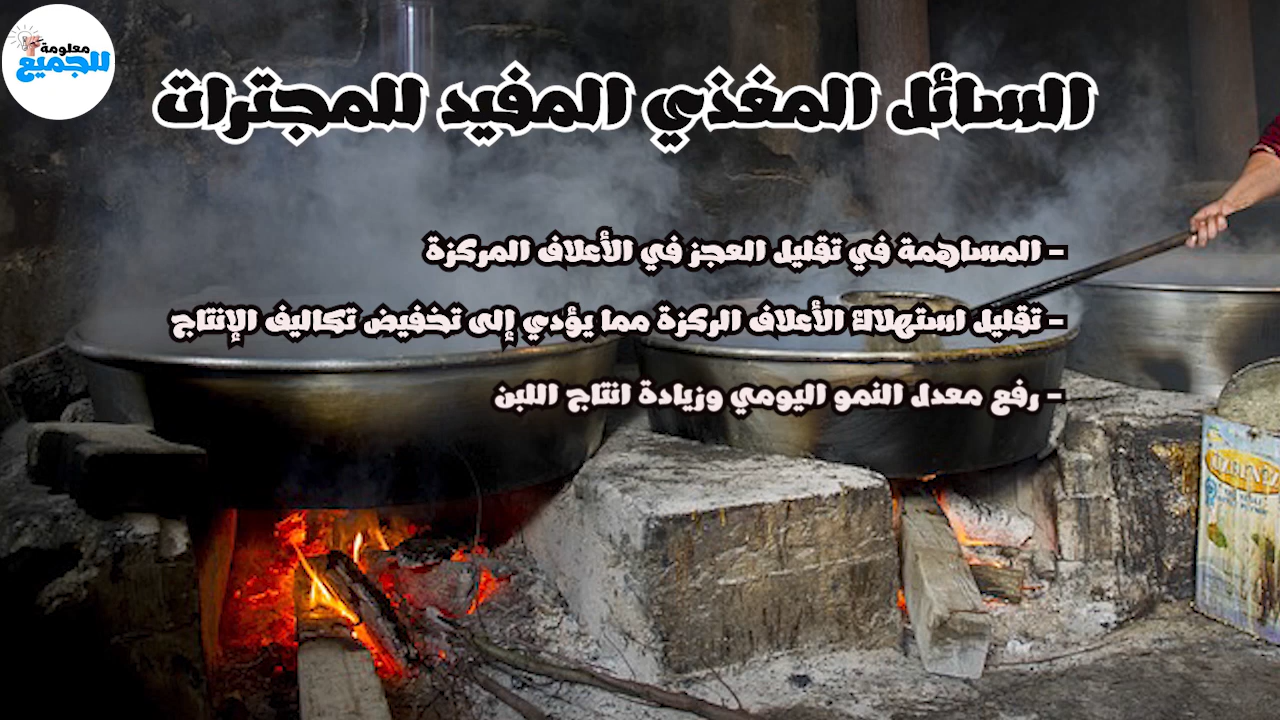 معلومة
للجميع
السائل المغذي المفيد للمجترات
- المساهمة في تقليل العجز في الأعلاف المركزة
- تقليل استهلاك الأعلاف الركزة مما يؤدي إلى تخفيض تكاليف الإنتاج
- رفع معدل النمو اليومي وزيادة انتاج اللبن